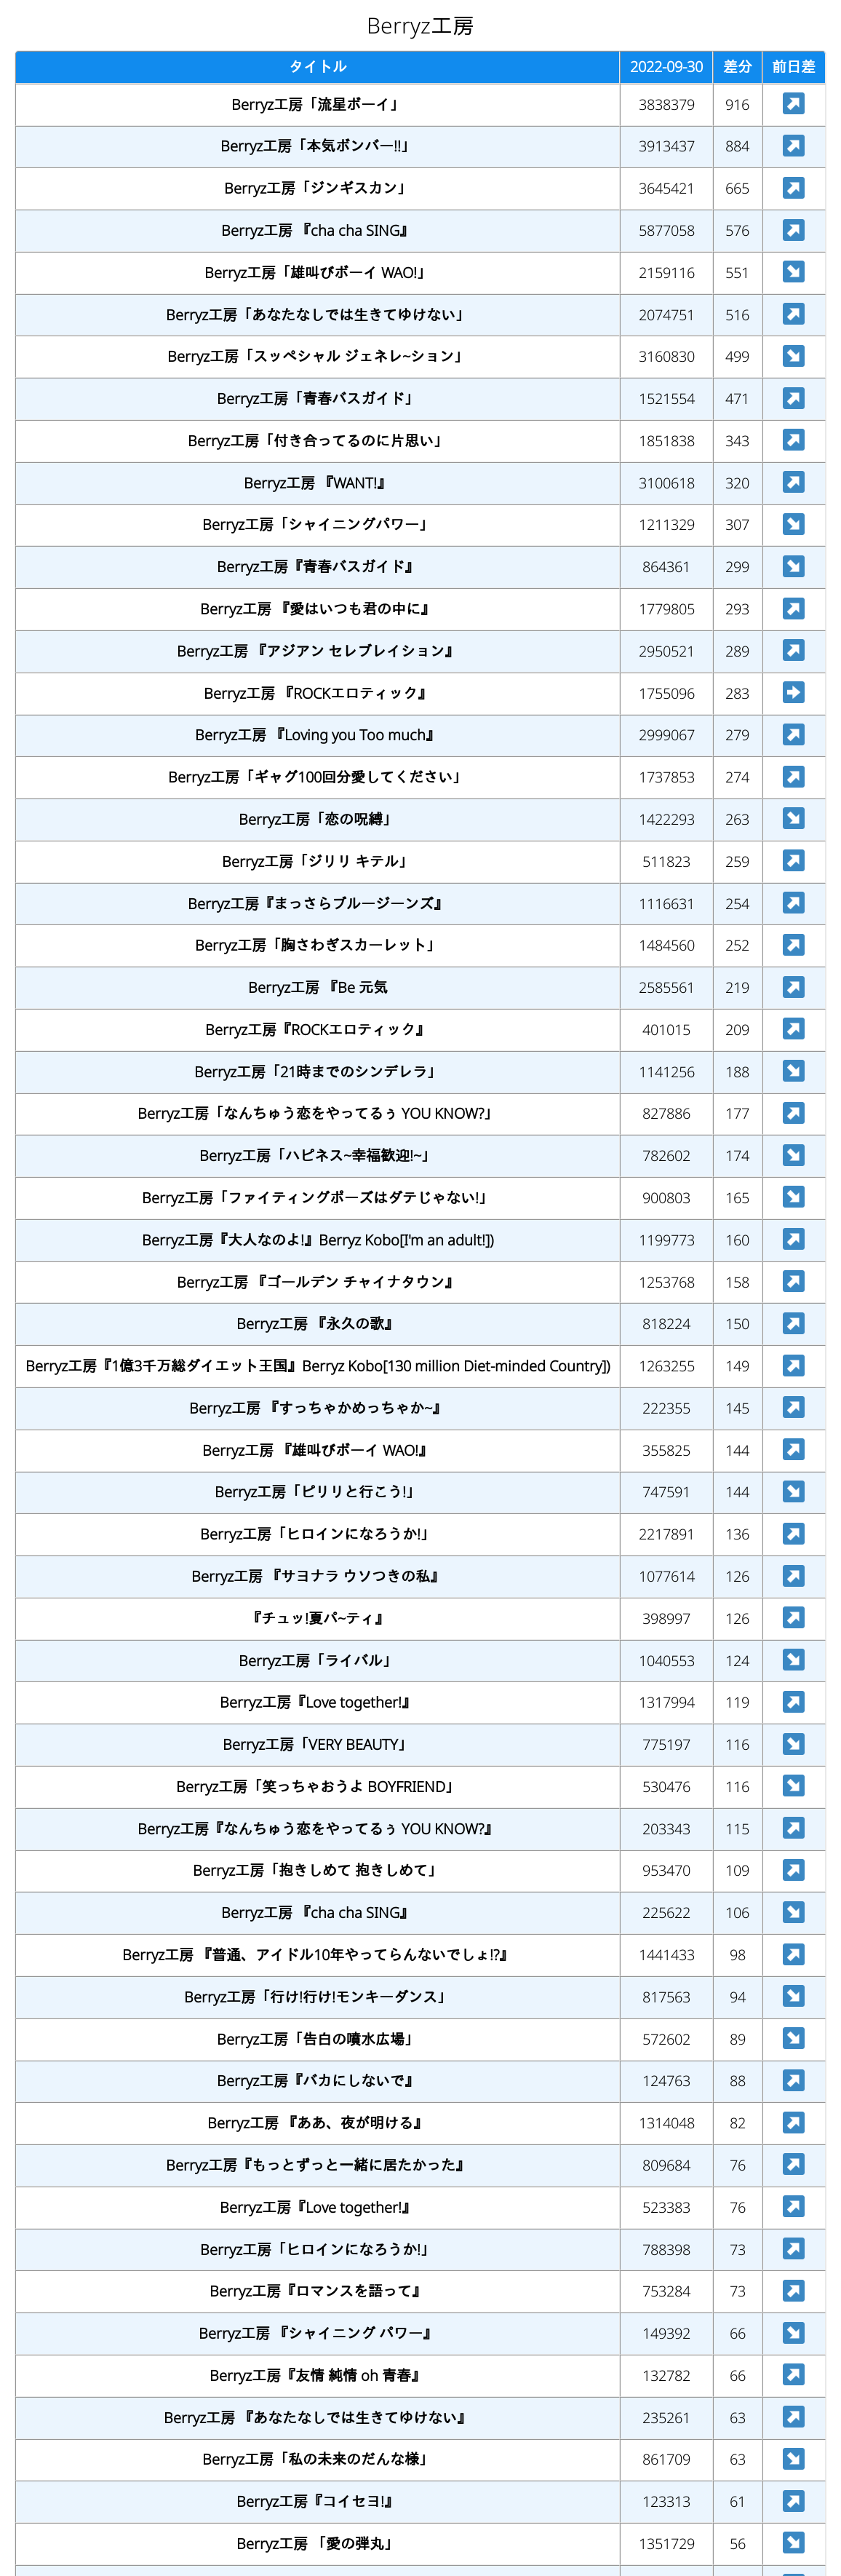 Berryz工房
タイトル 2022-09-30 差分 前日差
Berryz工房「流星ボーイ」 3838379 916
Berryz工房「本気ボンバー!!」 3913437 884
Berryz工房「ジンギスカン」 3645421 665
Berryz工房 『cha cha SING』 5877058 576
Berryz工房「雄叫びボーイ WAO!」 2159116 551
Berryz工房「あなたなしでは生きてゆけない」 2074751 516
Berryz工房「スッペシャル ジェネレ~ション」 3160830 499
Berryz工房「青春バスガイド」 1521554 471
Berryz工房「付き合ってるのに片思い」 1851838 343
Berryz工房 『WANT!』 3100618 320
Berryz工房「シャイニングパワー」 1211329 307
Berryz工房『青春バスガイド』 864361 299
Berryz工房 『愛はいつも君の中に』 1779805 293
Berryz工房 『アジアン セレブレイション』 2950521 289
Berryz工房 『ROCKエロティック』 1755096 283
Berryz工房 『Loving you Too much』 2999067 279
Berryz工房「ギャグ100回分愛してください」 1737853 274
Berryz工房「恋の呪縛」 1422293 263
Berryz工房「ジリリ キテル」 511823 259
Berryz工房『まっさらブルージーンズ』 1116631 254
Berryz工房「胸さわぎスカーレット」 1484560 252
Berryz工房 『Be 元気 2585561 219
Berryz工房『ROCKエロティック』 401015 209
Berryz工房「21時までのシンデレラ」 1141256 188
Berryz工房「なんちゅう恋をやってるぅ YOU KNOW?」 827886 177
Berryz工房「ハピネス~幸福歓迎!~」 782602 174
Berryz工房「ファイティングポーズはダテじゃない!」 900803 165
Berryz工房『大人なのよ!』Berryz Kobo[I'm an adult!]) 1199773 160
Berryz工房 『ゴールデン チャイナタウン』 1253768 158
Berryz工房 『永久の歌』 818224 150
Berryz工房『1億3千万総ダイエット王国』Berryz Kobo[130 million Diet-minded Country]) 1263255 149
Berryz工房 『すっちゃかめっちゃか~』 222355 145
Berryz工房 『雄叫びボーイ WAO!』 355825 144
Berryz工房「ピリリと行こう!」 747591 144
Berryz工房「ヒロインになろうか!」 2217891 136
Berryz工房 『サヨナラ ウソつきの私』 1077614 126
『チュッ!夏パ~ティ』 398997 126
Berryz工房「ライバル」 1040553 124
Berryz工房『Love together!』 1317994 119
Berryz工房「VERY BEAUTY」 775197 116
Berryz工房「笑っちゃおうよ BOYFRIEND」 530476 116
Berryz工房『なんちゅう恋をやってるぅ YOU KNOW?』 203343 115
Berryz工房「抱きしめて 抱きしめて」 953470 109
Berryz工房 『cha cha SING』 225622 106
Berryz工房 『普通、アイドル10年やってらんないでしょ!?』 1441433 98
Berryz工房「行け!行け!モンキーダンス」 817563 94
Berryz工房「告白の噴水広場」 572602 89
Berryz工房『バカにしないで』 124763 88
Berryz工房 『ああ、夜が明ける』 1314048 82
Berryz工房『もっとずっと一緒に居たかった』 809684 76
Berryz工房『Love together!』 523383 76
Berryz工房「ヒロインになろうか!」 788398 73
Berryz工房『ロマンスを語って』 753284 73
Berryz工房 『シャイニング パワー』 149392 66
Berryz工房『友情 純情 oh 青春』 132782 66
Berryz工房 『あなたなしでは生きてゆけない』 235261 63
Berryz工房「私の未来のだんな様」 861709 63
Berryz工房『コイセヨ!』 123313 61
Berryz工房 「愛の弾丸」 1351729 56